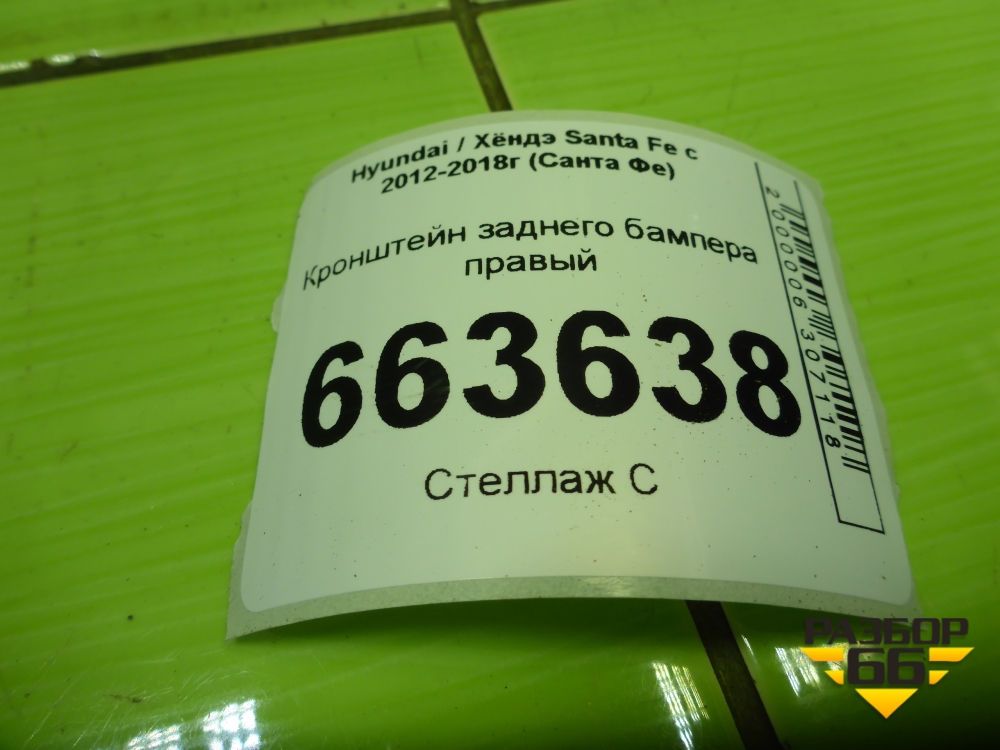 Hyundai / Хёндэ Santa Fe с
2012-2018г (Санта Фе)
Кронштейн заднего бампера
правый
663638
Стеллаж С
2000006307118
РАЗБОР
66